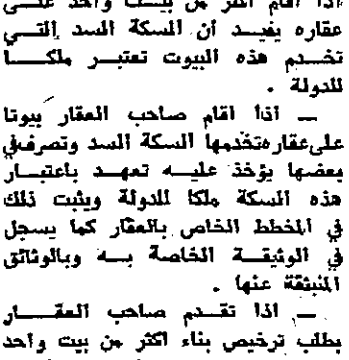 اذا اقام اكثر من بيت واحد على
عقاره يفيد أن السكة السد التي
تخدم هذه البيوت تعتبر ملكا
للدولة .
— اذا اقام صاحب العقار بيوتا
على عقار متخدمها السكة السد وتصرف في
بعضها يؤخذ عليه تعهد باعتبار
هذه السكة ملكا للدولة ويثبت ذلك
في المخطط الخاص بالعقار كما يسجل
في الوثيقة الخاصة به وبالوثائق
المنبثقة عنها .
— اذا تقدم صاحب العقار
بطلب ترخيص بناء اكثر من بيت واحد